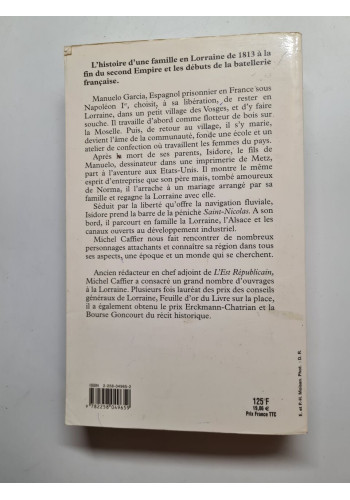 L'histoire d'une famille en Lorraine de 1813 à la
fin du second Empire et les débuts de la batellerie
française.
Manuelo Garcia, Espagnol prisonnier en France sous
Napoléon Iᵉʳ, choisit, à sa libération, de rester en
Lorraine, dans un petit village des Vosges, et d'y faire
souche. Il travaille d'abord comme flotteur de bois sur
la Moselle. Puis, de retour au village, il s'y marie,
devient l'âme de la communauté, fonde une école et un
atelier de confection où travaillent les femmes du pays.
Après la mort de ses parents, Isidore, le fils de
Manuelo, dessinateur dans une imprimerie de Metz,
part à l'aventure aux Etats-Unis. Il montre le même
esprit d'entreprise que son père mais, tombé amoureux
de Norma, il l'arrache à un mariage arrangé par sa
famille et regagne la Lorraine avec elle.
Séduit par la liberté qu'offre la navigation fluviale,
Isidore prend la barre de la péniche Saint-Nicolas. A son
bord, il parcourt en famille la Lorraine, l'Alsace et les
canaux ouverts au développement industriel.
Michel Caffier nous fait rencontrer de nombreux
personnages attachants et connaître sa région dans tous
ses aspects, une époque et un monde qui se cherchent.
Ancien rédacteur en chef adjoint de L'Est Républicain,
Michel Caffier a consacré un grand nombre d'ouvrages
à la Lorraine. Plusieurs fois lauréat des prix des conseils
généraux de Lorraine, Feuille d'or du Livre sur la place,
il a également obtenu le prix Erckmann-Chatrian et la
Bourse Goncourt du récit historique.
9 782258 049659
125 F
19,06 €
Prix France TTC